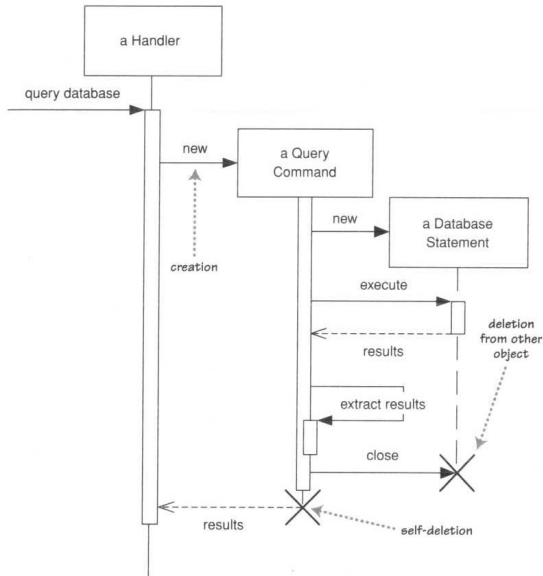 a Handler
query database
new
a Query
Command
new
a Database
Statement
creation
execute
deletion
from other
object
results
extract results
close
results
self-deletion